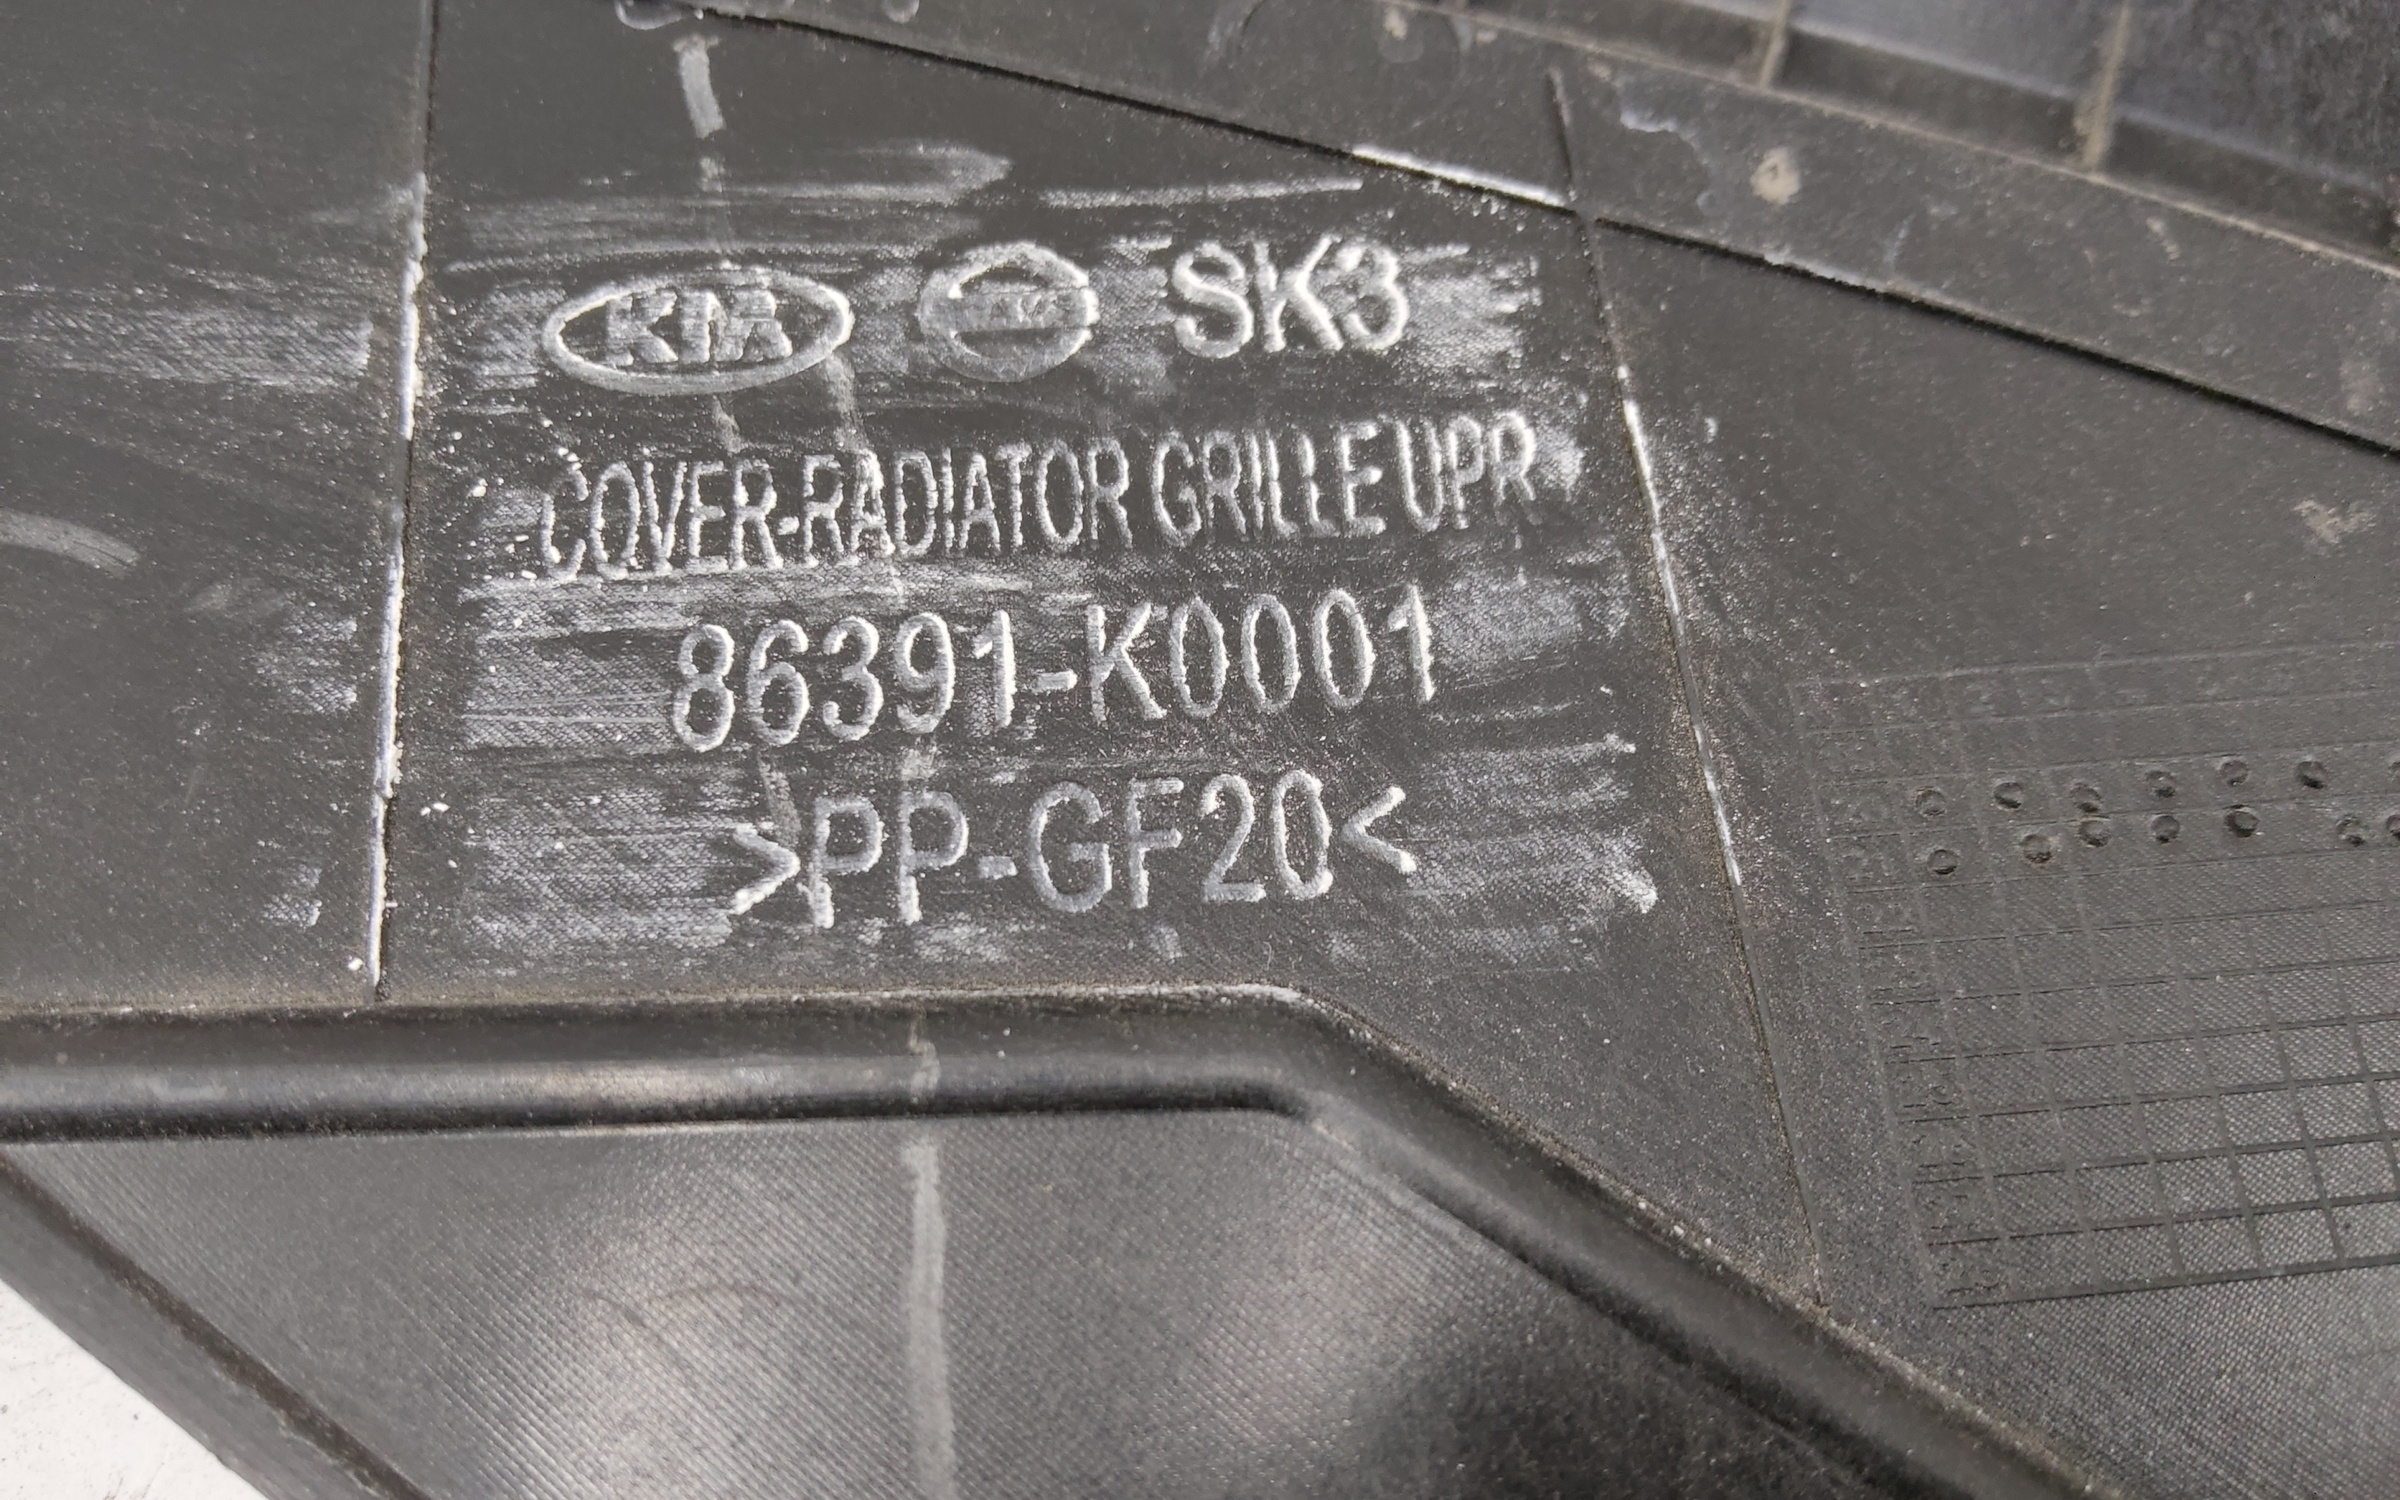 KIA SK3
COVER-RADIATOR GRILLE UPR
86391-K0001
>PP-GF20<